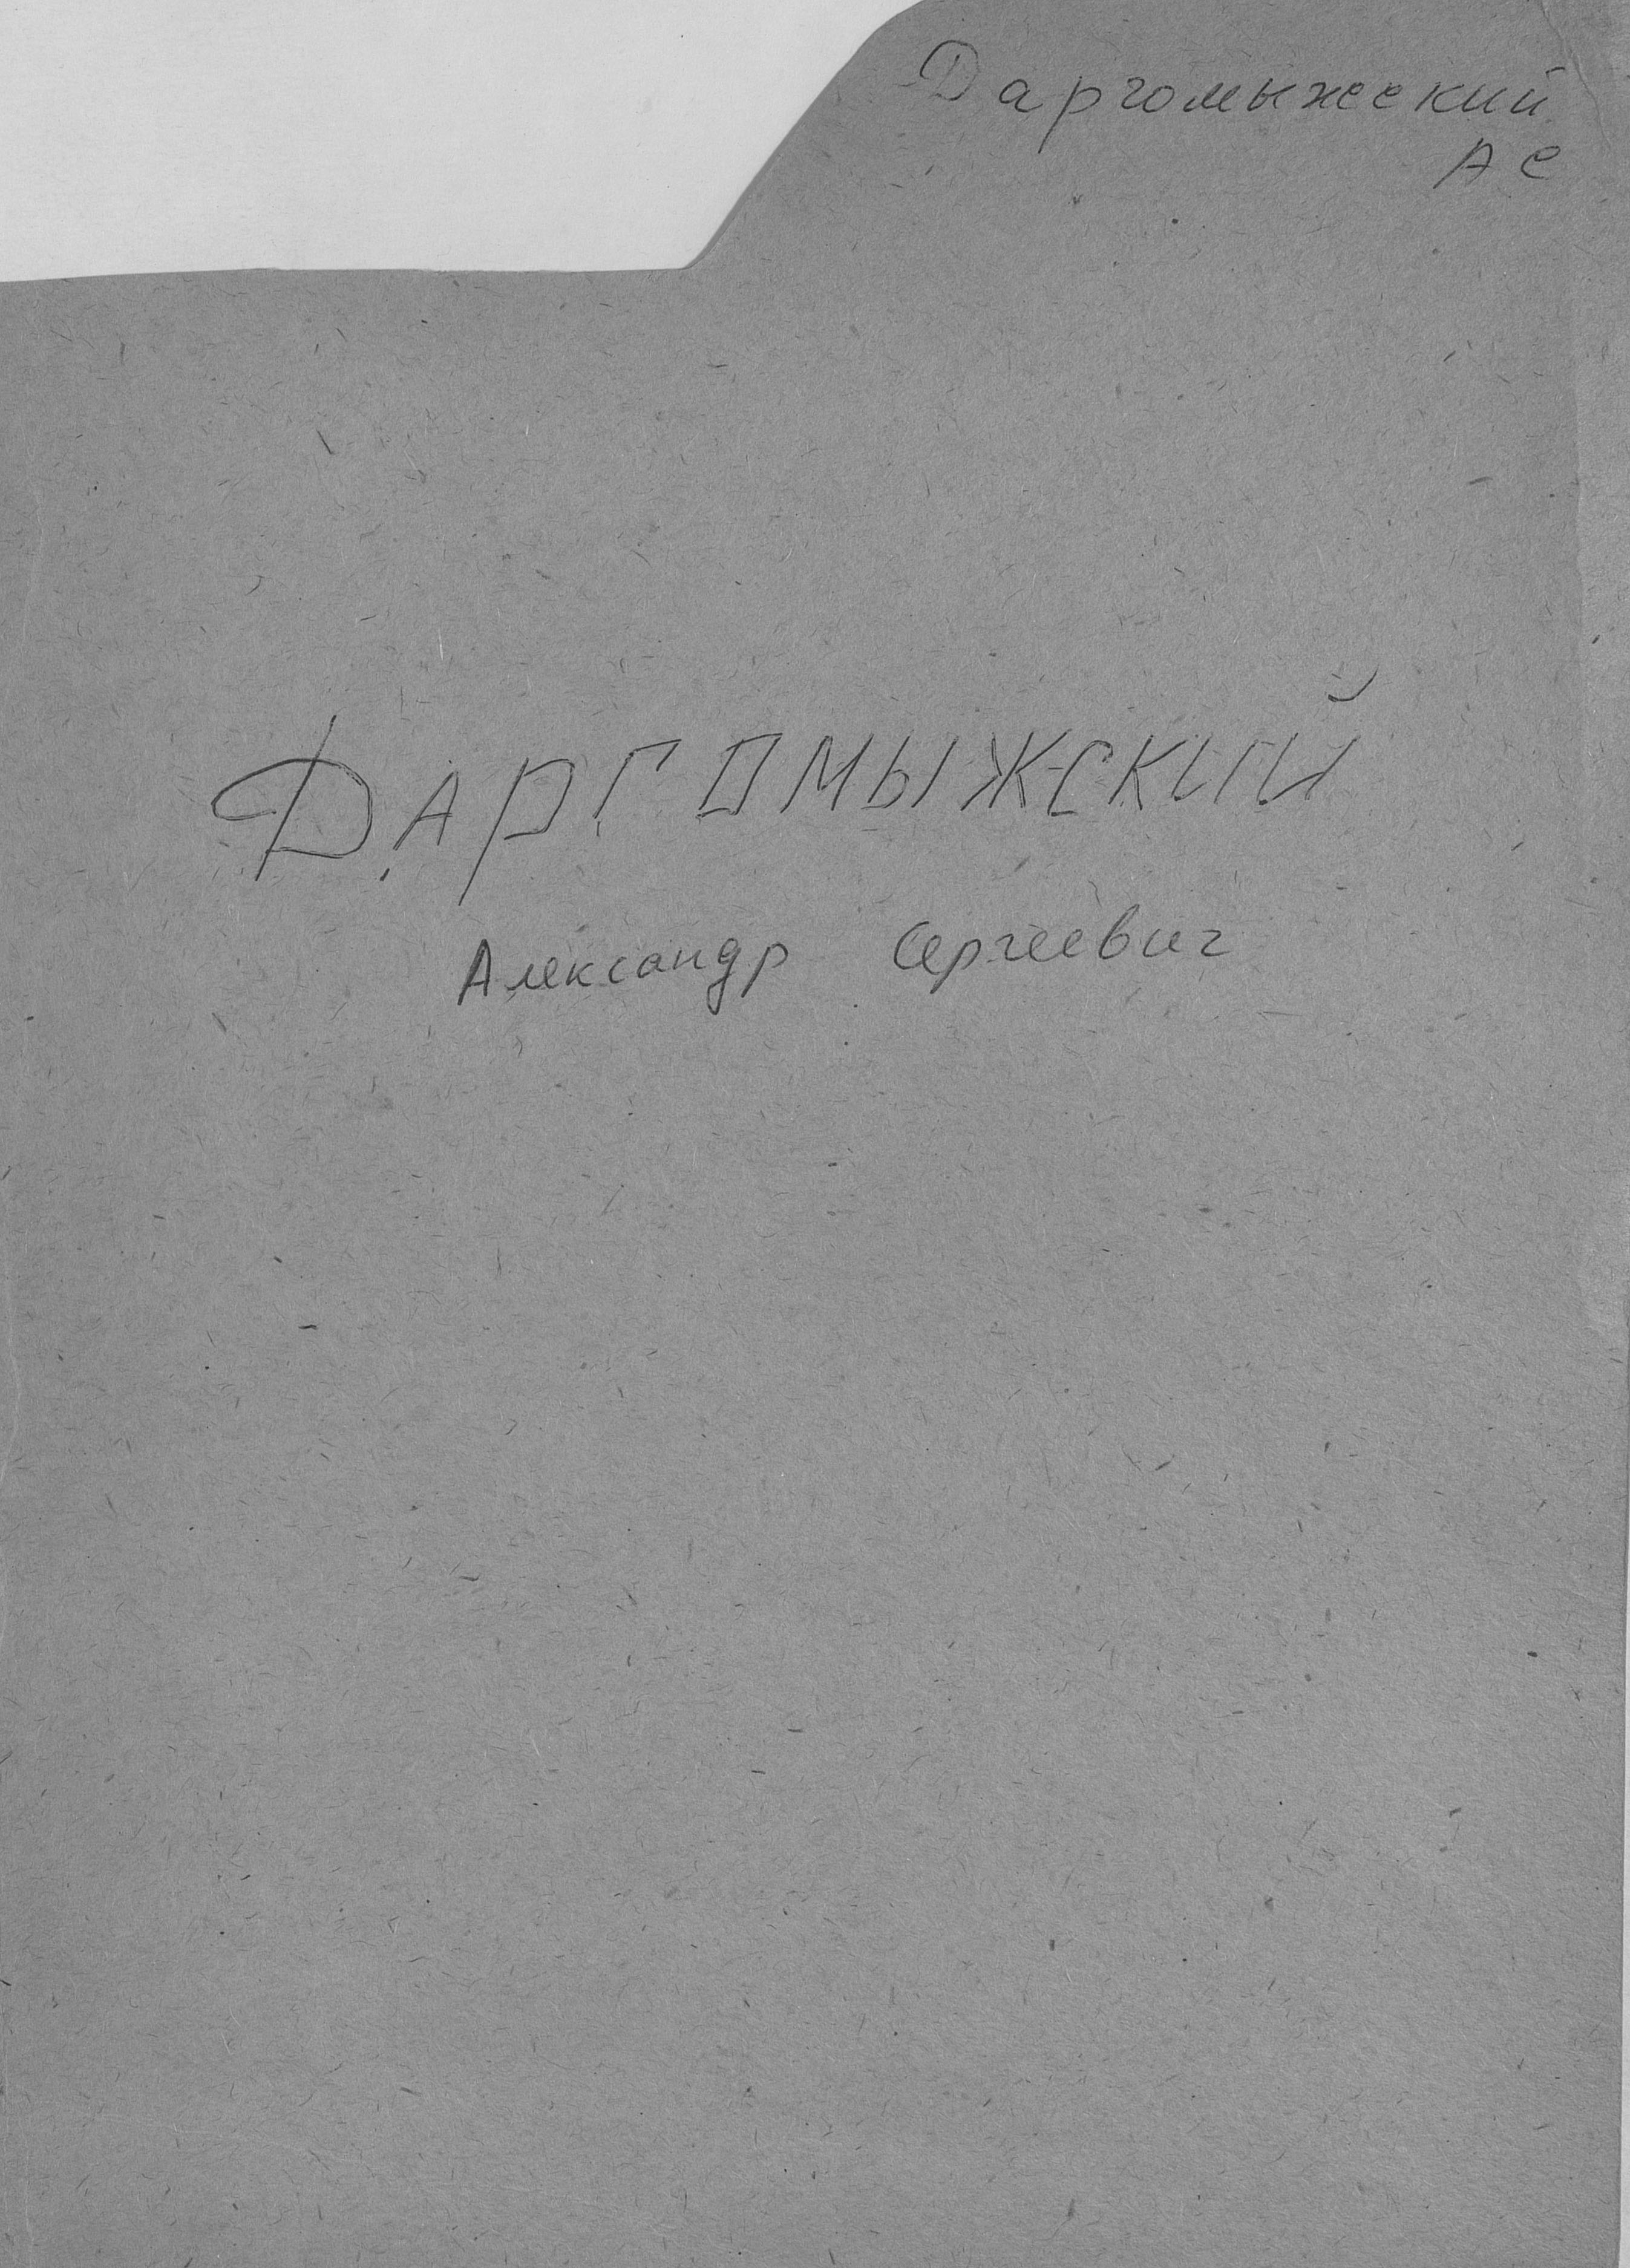 Даргомыжский
А С
ДАРГОМЫЖСКИЙ
Александр Сергеевич